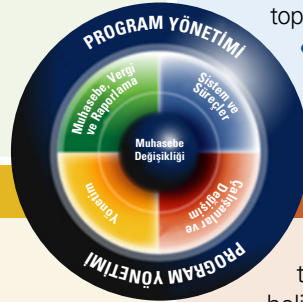 top
PROGRAM YÖNETİMİ
Muhasebe, Vergi
ve Raporlama
Sistem ve
Süreçler
Muhasebe
Değişikliği
Yönetim
Çalışanlar ve
Değişim
PROGRAM YÖNETİMİ
t